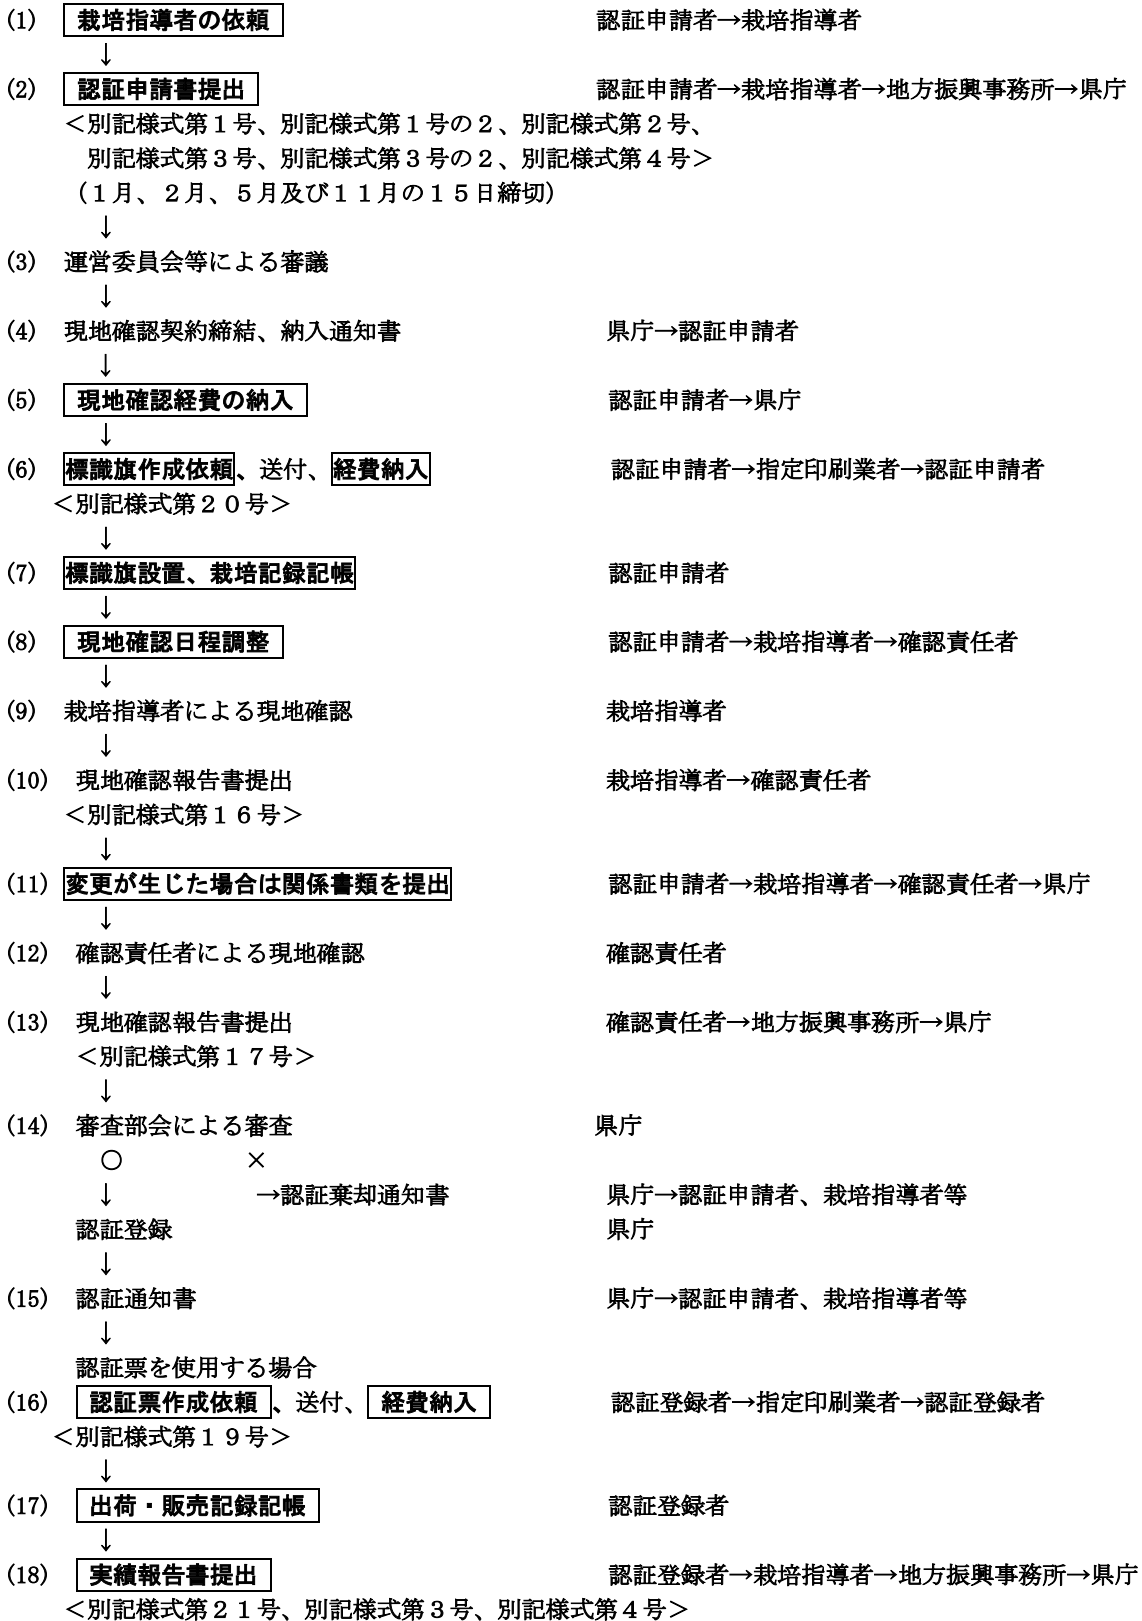 (1) 栽培指導者の依頼 認証申請者→栽培指導者
↓
(2) 認証申請書提出 認証申請者→栽培指導者→地方振興事務所→県庁
＜別記様式第１号、別記様式第１号の２、別記様式第２号、
別記様式第３号、別記様式第３号の２、別記様式第４号＞
（１月、２月、５月及び１１月の１５日締切）
↓
(3) 運営委員会等による審議
↓
(4) 現地確認契約締結、納入通知書 県庁→認証申請者
↓
(5) 現地確認経費の納入 認証申請者→県庁
↓
(6) 標識旗作成依頼、送付、経費納入 認証申請者→指定印刷業者→認証申請者
＜別記様式第２０号＞
↓
(7) 標識旗設置、栽培記録記帳 認証申請者
↓
(8) 現地確認日程調整 認証申請者→栽培指導者→確認責任者
↓
(9) 栽培指導者による現地確認 栽培指導者
↓
(10) 現地確認報告書提出 栽培指導者→確認責任者
＜別記様式第１６号＞
↓
(11) 変更が生じた場合は関係書類を提出 認証申請者→栽培指導者→確認責任者→県庁
↓
(12) 確認責任者による現地確認 確認責任者
↓
(13) 現地確認報告書提出 確認責任者→地方振興事務所→県庁
＜別記様式第１７号＞
↓
(14) 審査部会による審査 県庁
○ ×
↓ →認証棄却通知書 県庁→認証申請者、栽培指導者等
認証登録 県庁
↓
(15) 認証通知書 県庁→認証申請者、栽培指導者等
↓
認証票を使用する場合
(16) 認証票作成依頼、送付、経費納入 認証登録者→指定印刷業者→認証登録者
＜別記様式第１９号＞
↓
(17) 出荷・販売記録記帳 認証登録者
↓
(18) 実績報告書提出 認証登録者→栽培指導者→地方振興事務所→県庁
＜別記様式第２１号、別記様式第３号、別記様式第４号＞